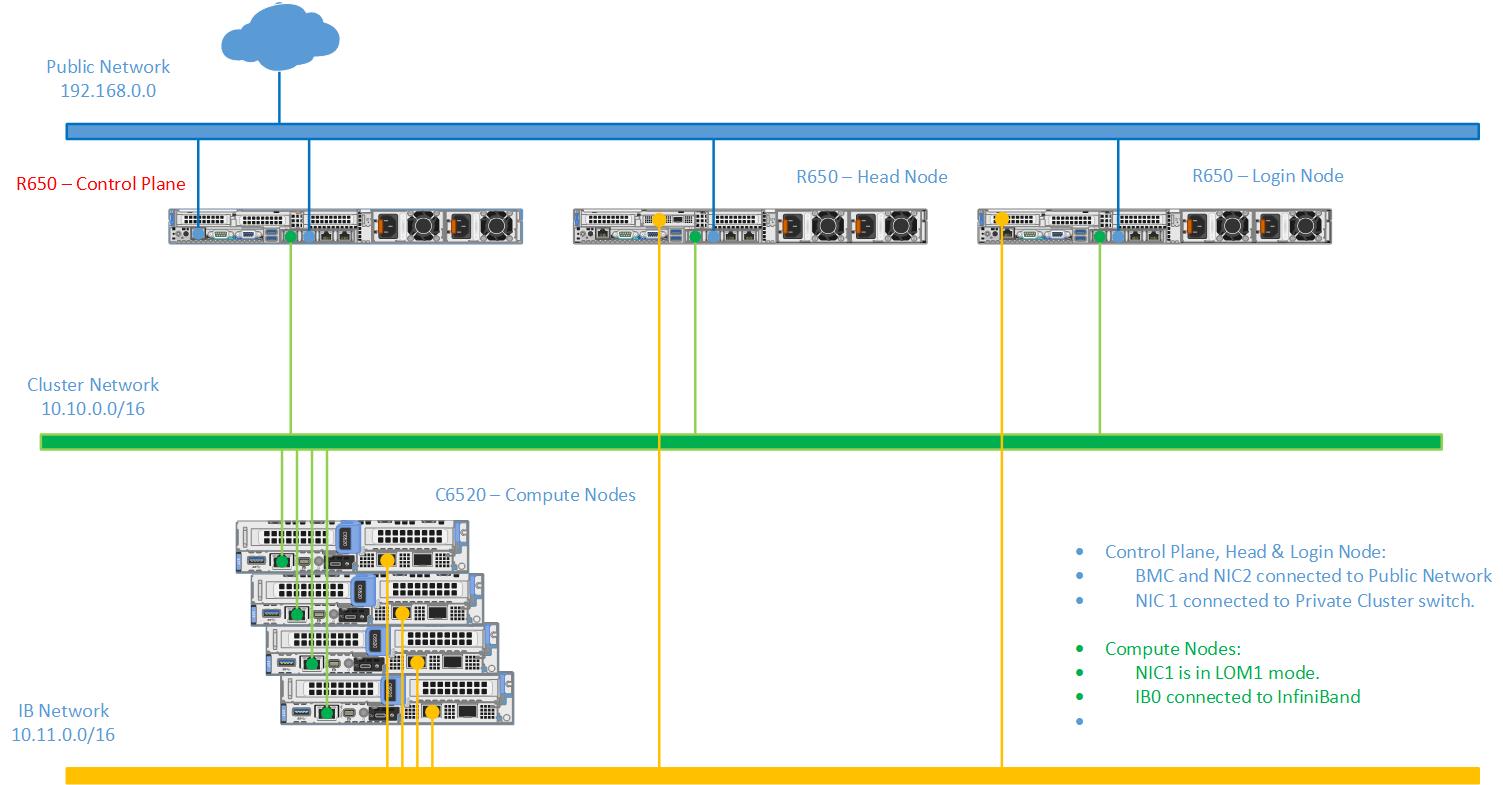 Public Network
192.168.0.0
R650 – Control Plane
R650 – Head Node
R650 – Login Node
Cluster Network
10.10.0.0/16
C6520 – Compute Nodes
• Control Plane, Head & Login Node:
• BMC and NIC2 connected to Public Network
• NIC 1 connected to Private Cluster switch.
• Compute Nodes:
• NIC1 is in LOM1 mode.
• IB0 connected to InfiniBand
•
IB Network
10.11.0.0/16